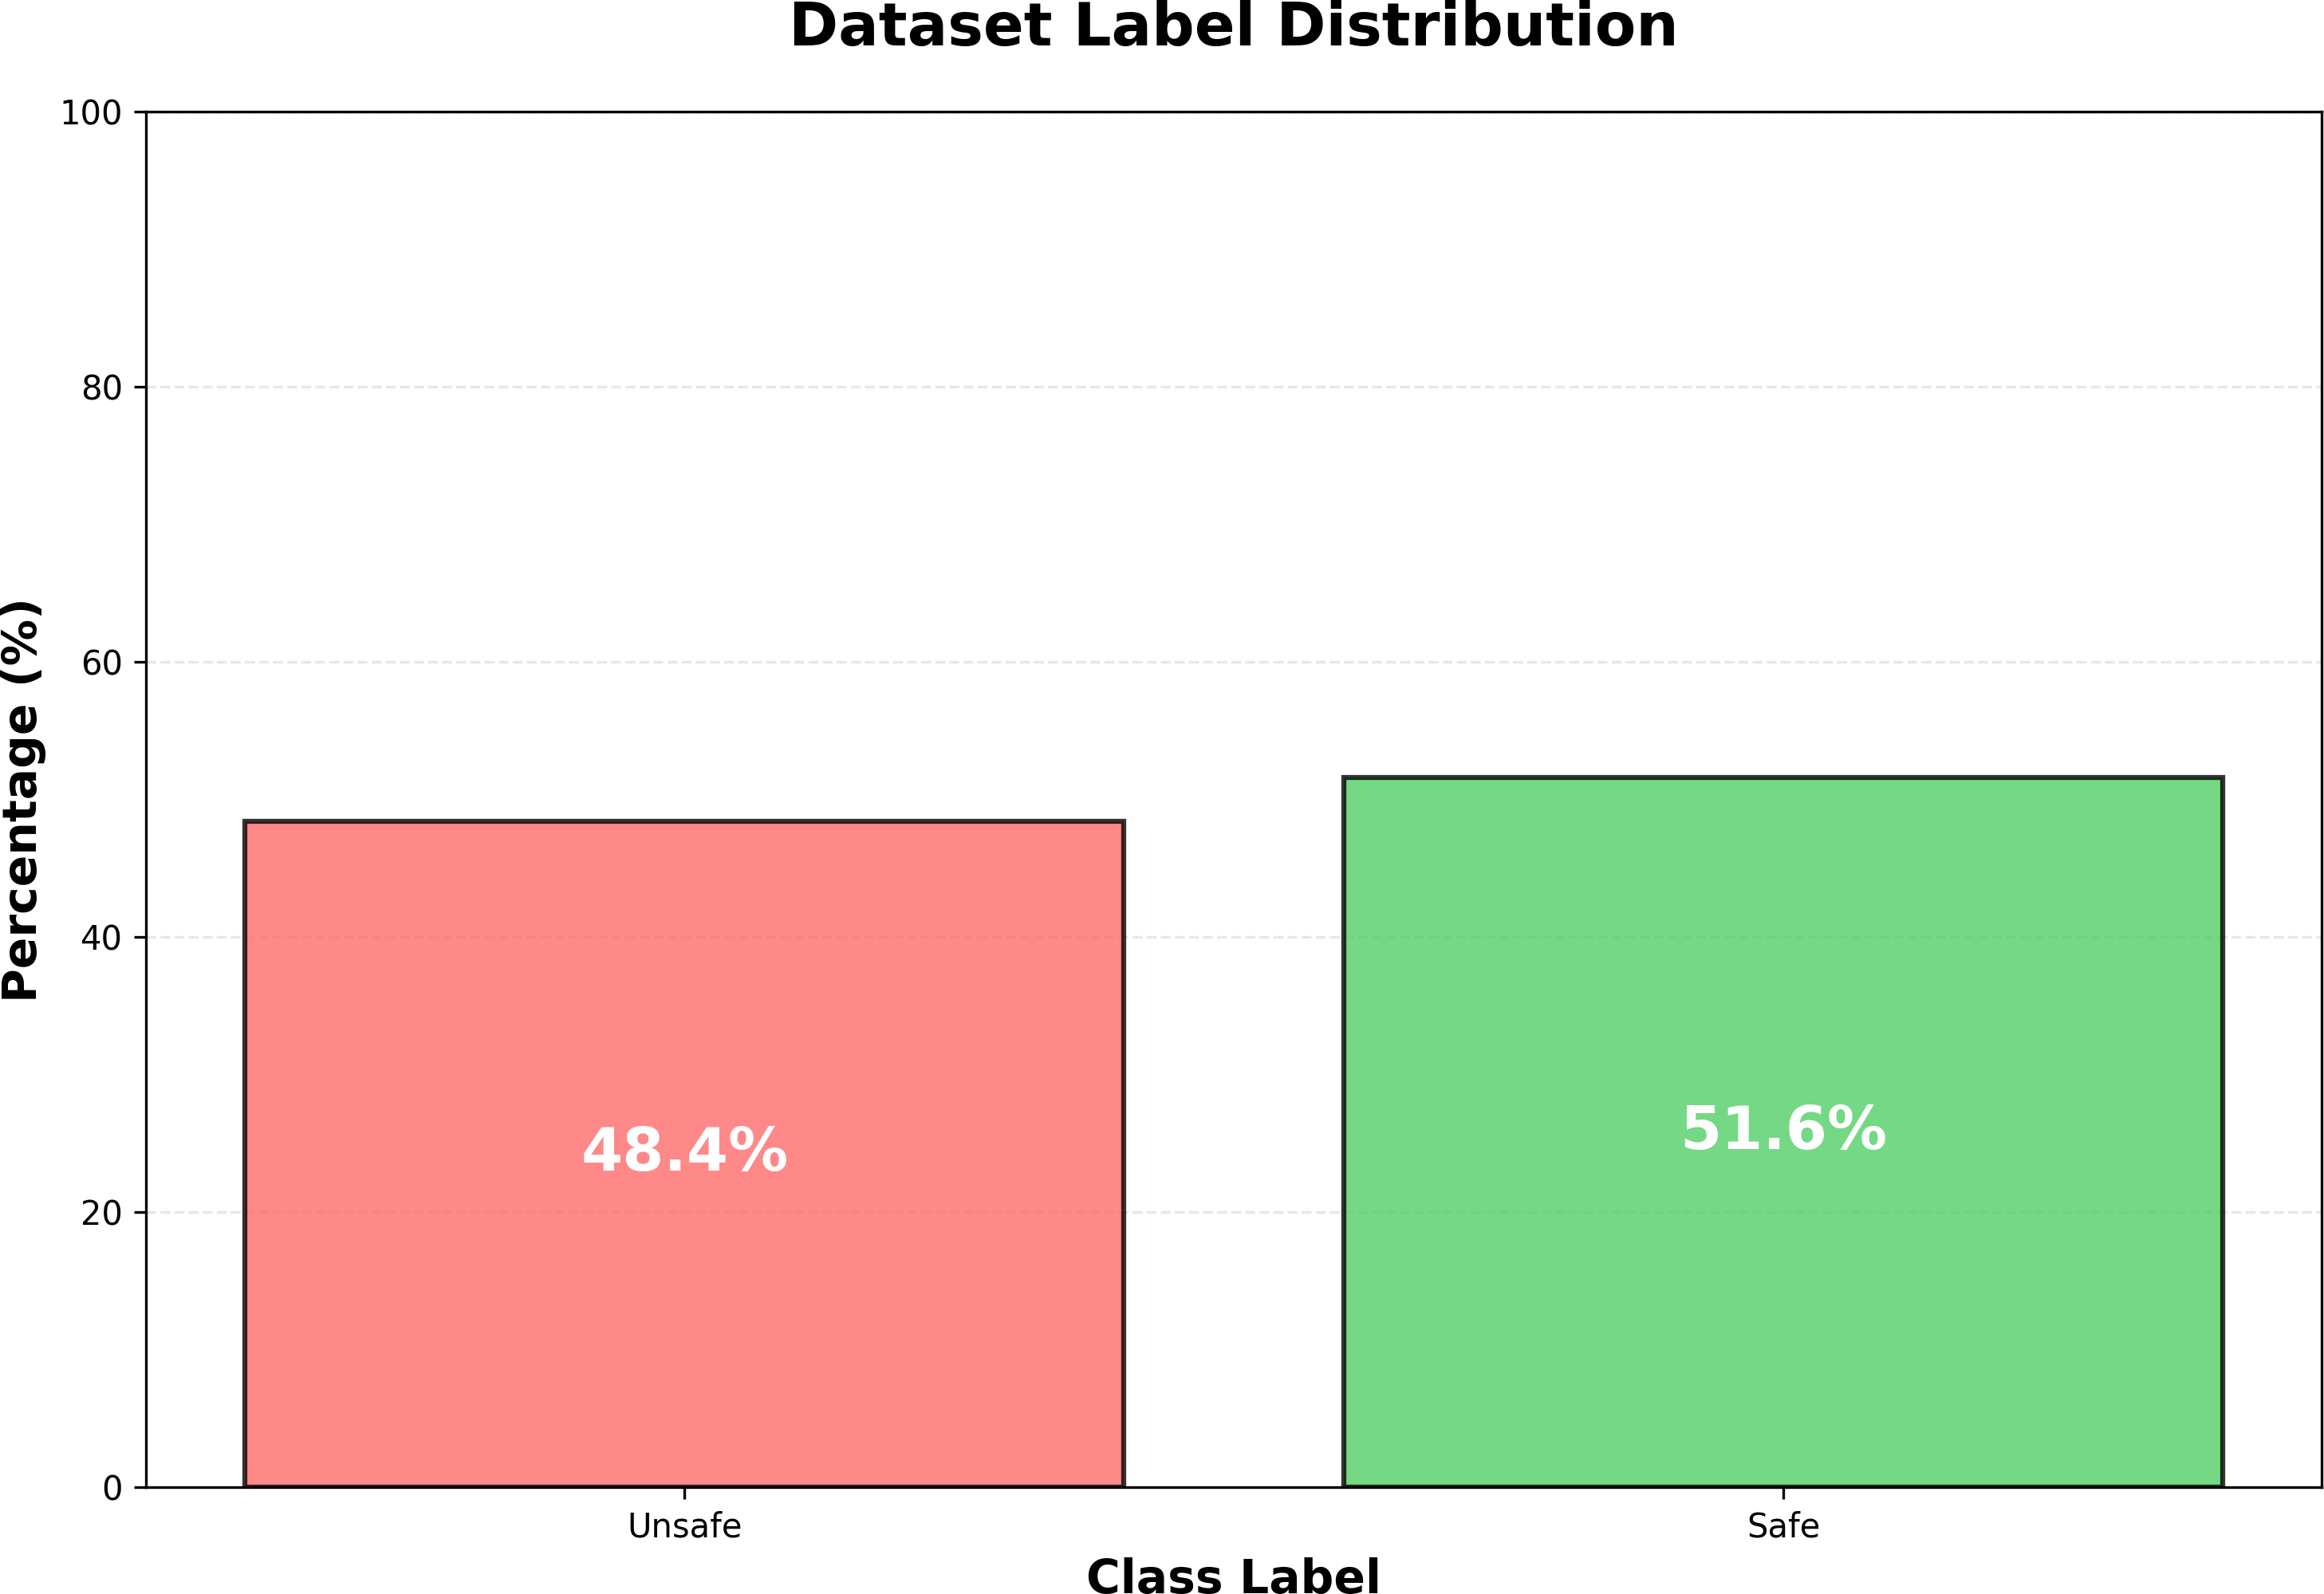 Dataset Label Distribution
100
80
60
40
20
0
Percentage (%)
48.4%
51.6%
Unsafe
Safe
Class Label